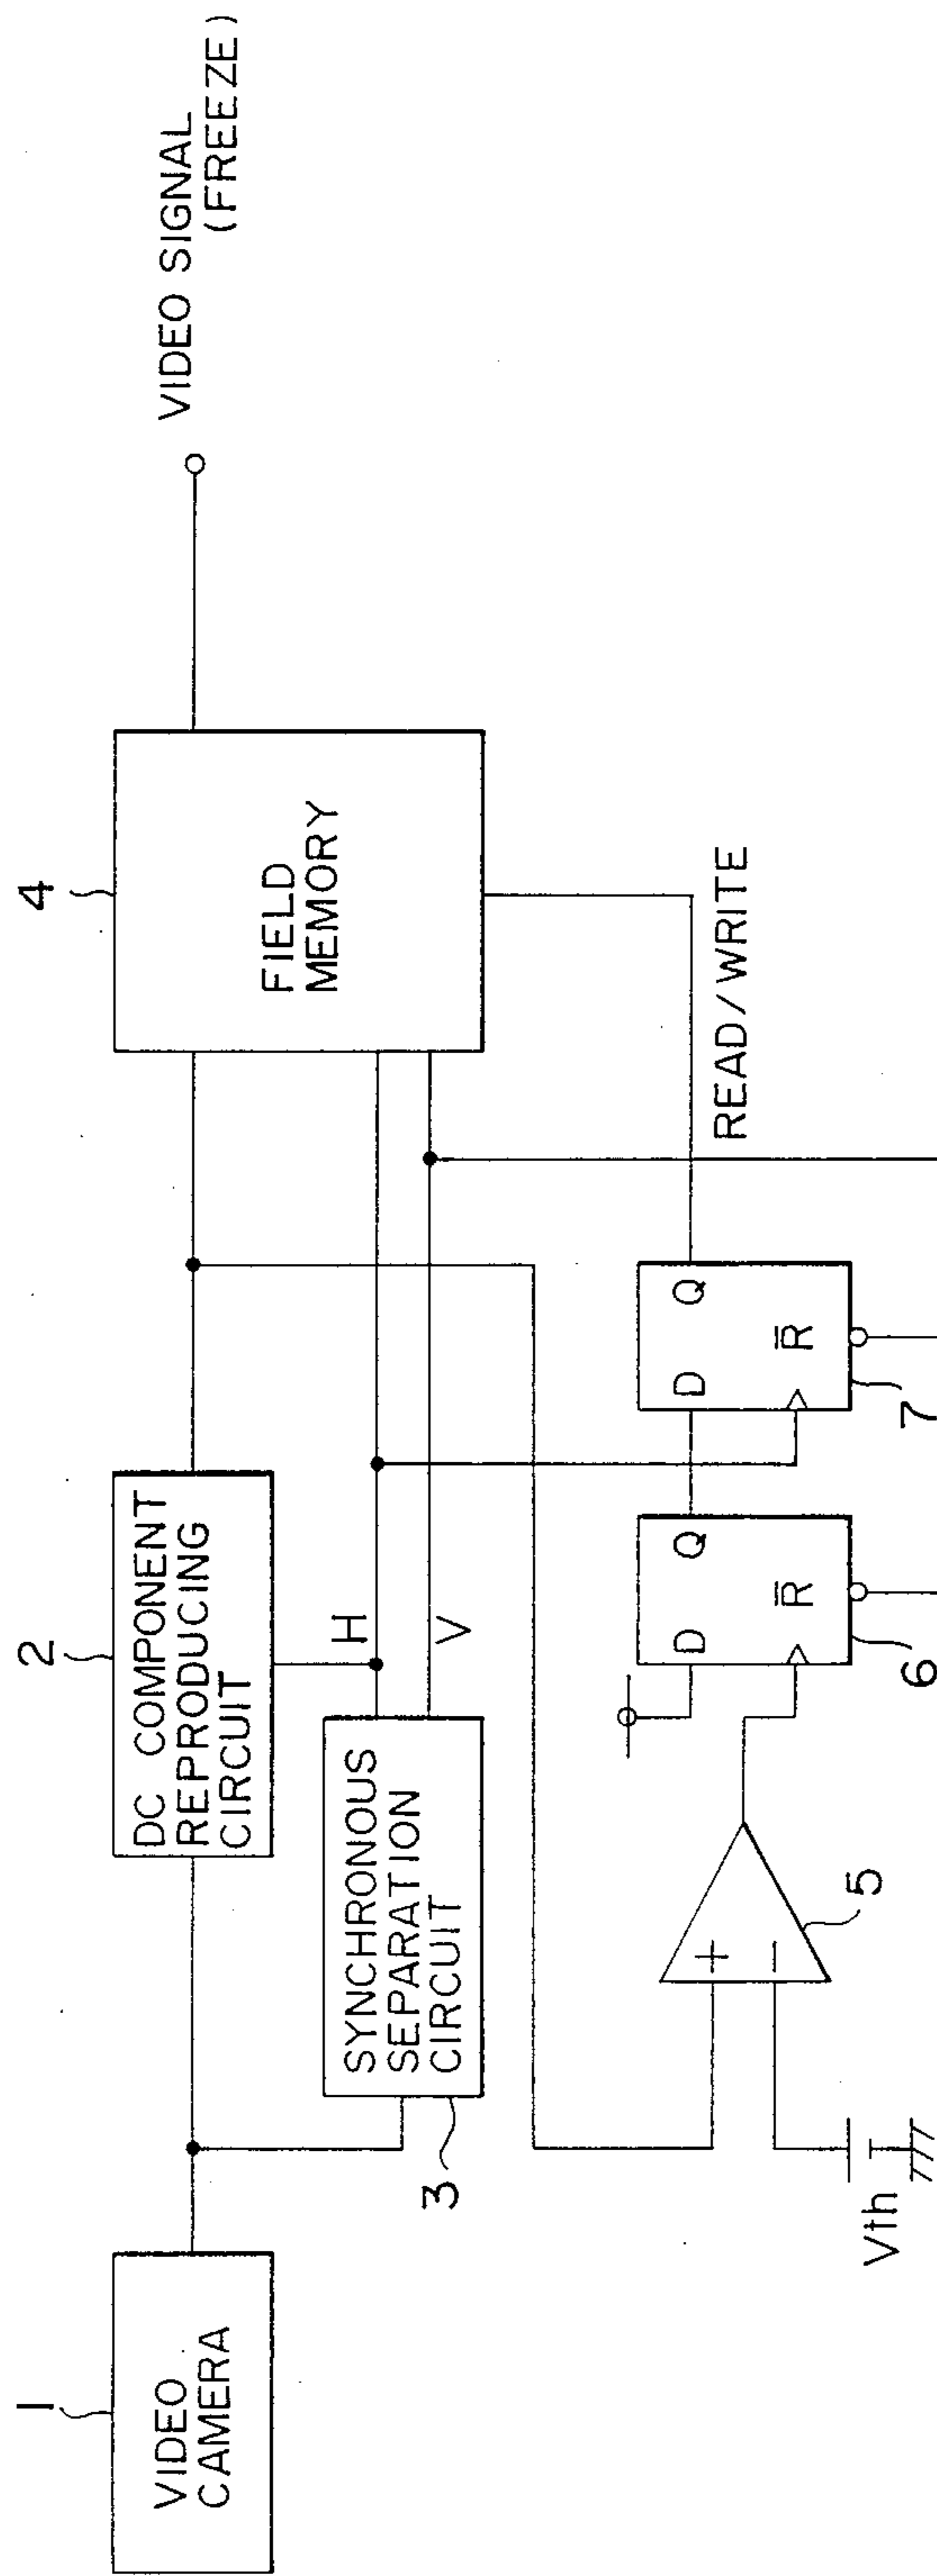 1
VIDEO
CAMERA
2
DC COMPONENT
REPRODUCING
CIRCUIT
3
SYNCHRONOUS
SEPARATION
CIRCUIT
H
V
4
FIELD
MEMORY
VIDEO SIGNAL
(FREEZE)
READ/WRITE
Vth
+
−
5
D
Q
R̅
6
D
Q
R̅
7